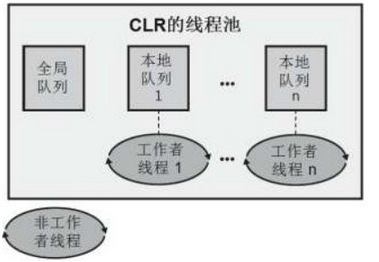 CLR的线程池
全局
队列
本地
队列
1
...
本地
队列
n
工作者
线程 1
...
工作者
线程 n
非工作
者线程